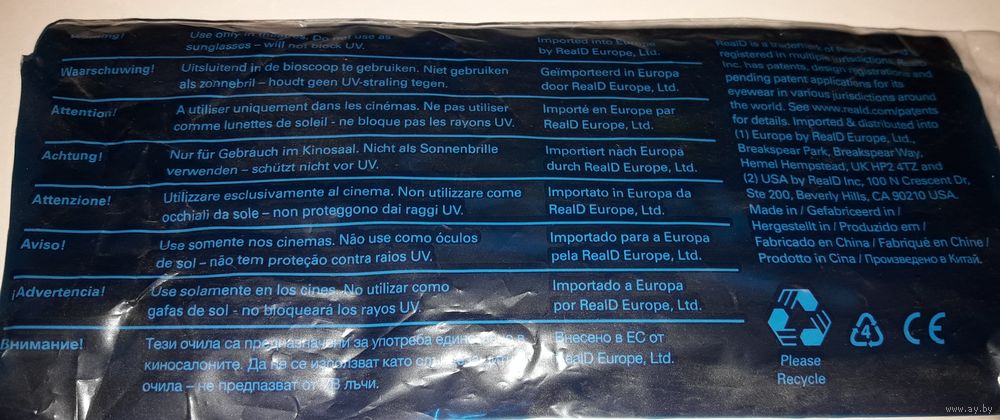 Use only in theatres. Do not use as
sunglasses – will not block UV.
Imported into Europe
by RealD Europe, Ltd.
Waarschuwing!
Uitsluitend in de bioscoop te gebruiken. Niet gebruiken
als zonnebril – houdt geen UV-straling tegen.
Geïmporteerd in Europa
door RealD Europe, Ltd.
Attention!
A utiliser uniquement dans les cinémas. Ne pas utiliser
comme lunettes de soleil - ne bloque pas les rayons UV.
Importé en Europe par
RealD Europe, Ltd.
Achtung!
Nur für Gebrauch im Kinosaal. Nicht als Sonnenbrille
verwenden – schützt nicht vor UV.
Importiert nach Europa
durch RealD Europe, Ltd.
Attenzione!
Utilizzare esclusivamente al cinema. Non utilizzare come
occhiali da sole – non proteggono dai raggi UV.
Importato in Europa da
RealD Europe, Ltd.
Aviso!
Use somente nos cinemas. Não use como óculos
de sol – não tem proteção contra raios UV.
Importado para a Europa
pela RealD Europe, Ltd.
¡Advertencia!
Use solamente en los cines. No utilizar como
gafas de sol - no bloqueará los rayos UV.
Importado a Europa
por RealD Europe, Ltd.
Внимание!
Тези очила са предназначени за употреба
киносалоните. Да не се използват като
очила – не предпазват от УВ лъчи.
Внесено в ЕС от
RealD Europe, Ltd.
RealD is a trademark of
registered in multiple jurisdictions.
Inc. has patents, design registrations and
pending patent applications for its
eyewear in various jurisdictions around
the world. See www.reald.com/patents
for details. Imported & distributed into
(1) Europe by RealD Europe, Ltd.,
Breakspear Park, Breakspear Way,
Hemel Hempstead, UK HP2 4TZ and
(2) USA by RealD Inc, 100 N Crescent Dr,
Ste 200, Beverly Hills, CA 90210 USA.
Made in / Gefabriceerd in /
Hergestellt in / Produzido em /
Fabricado en China / Fabriqué en Chine /
Prodotto in Cina / Произведено в Китай.
4
CE
Please
Recycle
www.ay.by